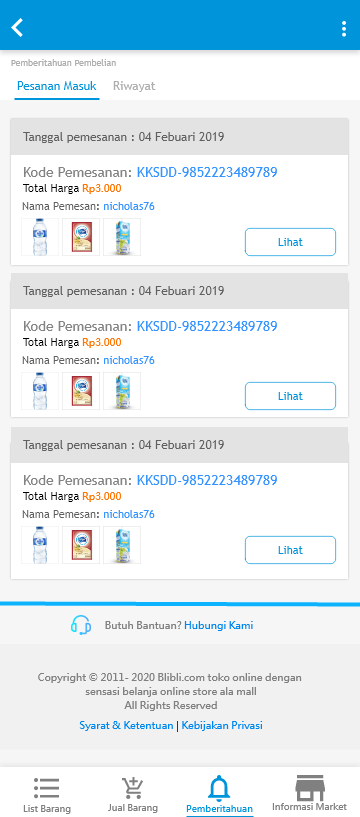 Pemberitahuan Pembelian
Pesanan Masuk Riwayat
Tanggal pemesanan : 04 Febuari 2019
Kode Pemesanan: KKSDD-9852223489789
Total Harga Rp3.000
Nama Pemesan: nicholas76
Lihat
Tanggal pemesanan : 04 Febuari 2019
Kode Pemesanan: KKSDD-9852223489789
Total Harga Rp3.000
Nama Pemesan: nicholas76
Lihat
Tanggal pemesanan : 04 Febuari 2019
Kode Pemesanan: KKSDD-9852223489789
Total Harga Rp3.000
Nama Pemesan: nicholas76
Lihat
Butuh Bantuan? Hubungi Kami
Copyright © 2011- 2020 Blibli.com toko online dengan
sensasi belanja online store ala mall
All Rights Reserved
Syarat & Ketentuan | Kebijakan Privasi
List Barang Jual Barang Pemberitahuan Informasi Market